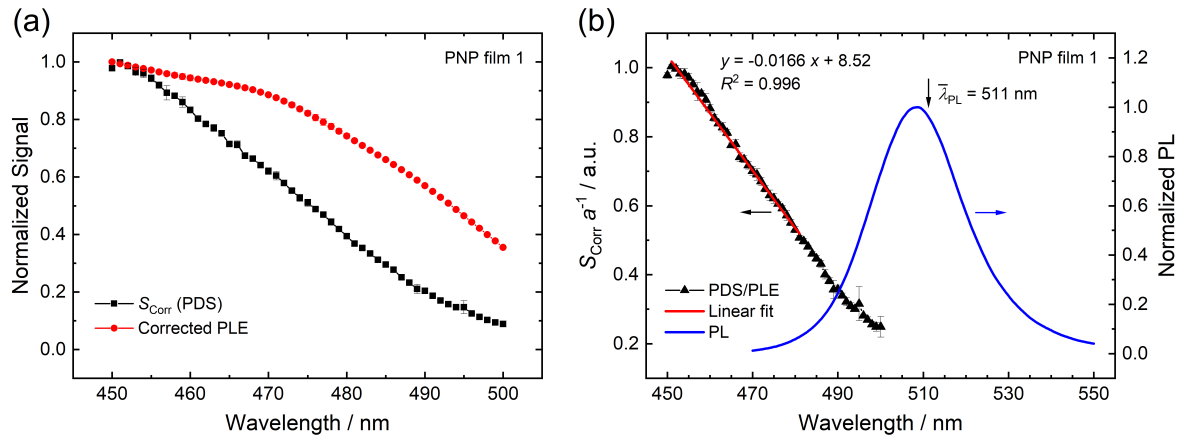 (a)
PNP film 1
Normalized Signal
1.0
0.8
0.6
0.4
0.2
0.0
S_Corr (PDS)
Corrected PLE
450 460 470 480 490 500
Wavelength / nm
(b)
y = -0.0166 x + 8.52
R² = 0.996
PNP film 1
λ̅_PL = 511 nm
S_Corr a⁻¹ / a.u.
1.0
0.8
0.6
0.4
0.2
PDS/PLE
Linear fit
PL
1.2
1.0
0.8
0.6
0.4
0.2
0.0
Normalized PL
450 470 490 510 530 550
Wavelength / nm